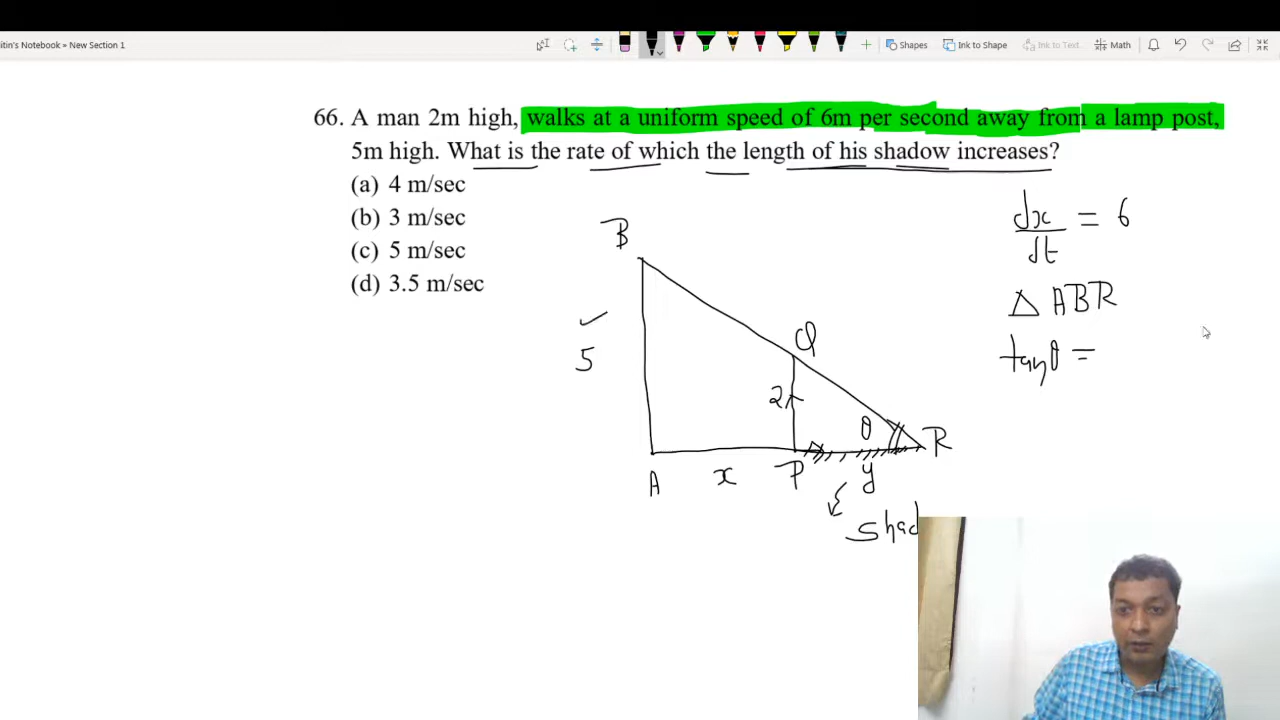 itin's Notebook » New Section 1
Shapes Ink to Shape Ink to Text Math
66. A man 2m high, walks at a uniform speed of 6m per second away from a lamp post,
5m high. What is the rate of which the length of his shadow increases?
(a) 4 m/sec
(b) 3 m/sec
(c) 5 m/sec
(d) 3.5 m/sec
dx/dt = 6
B
△ ABR
Q
tanθ =
5
2
θ
R
A
x
P
y
shad